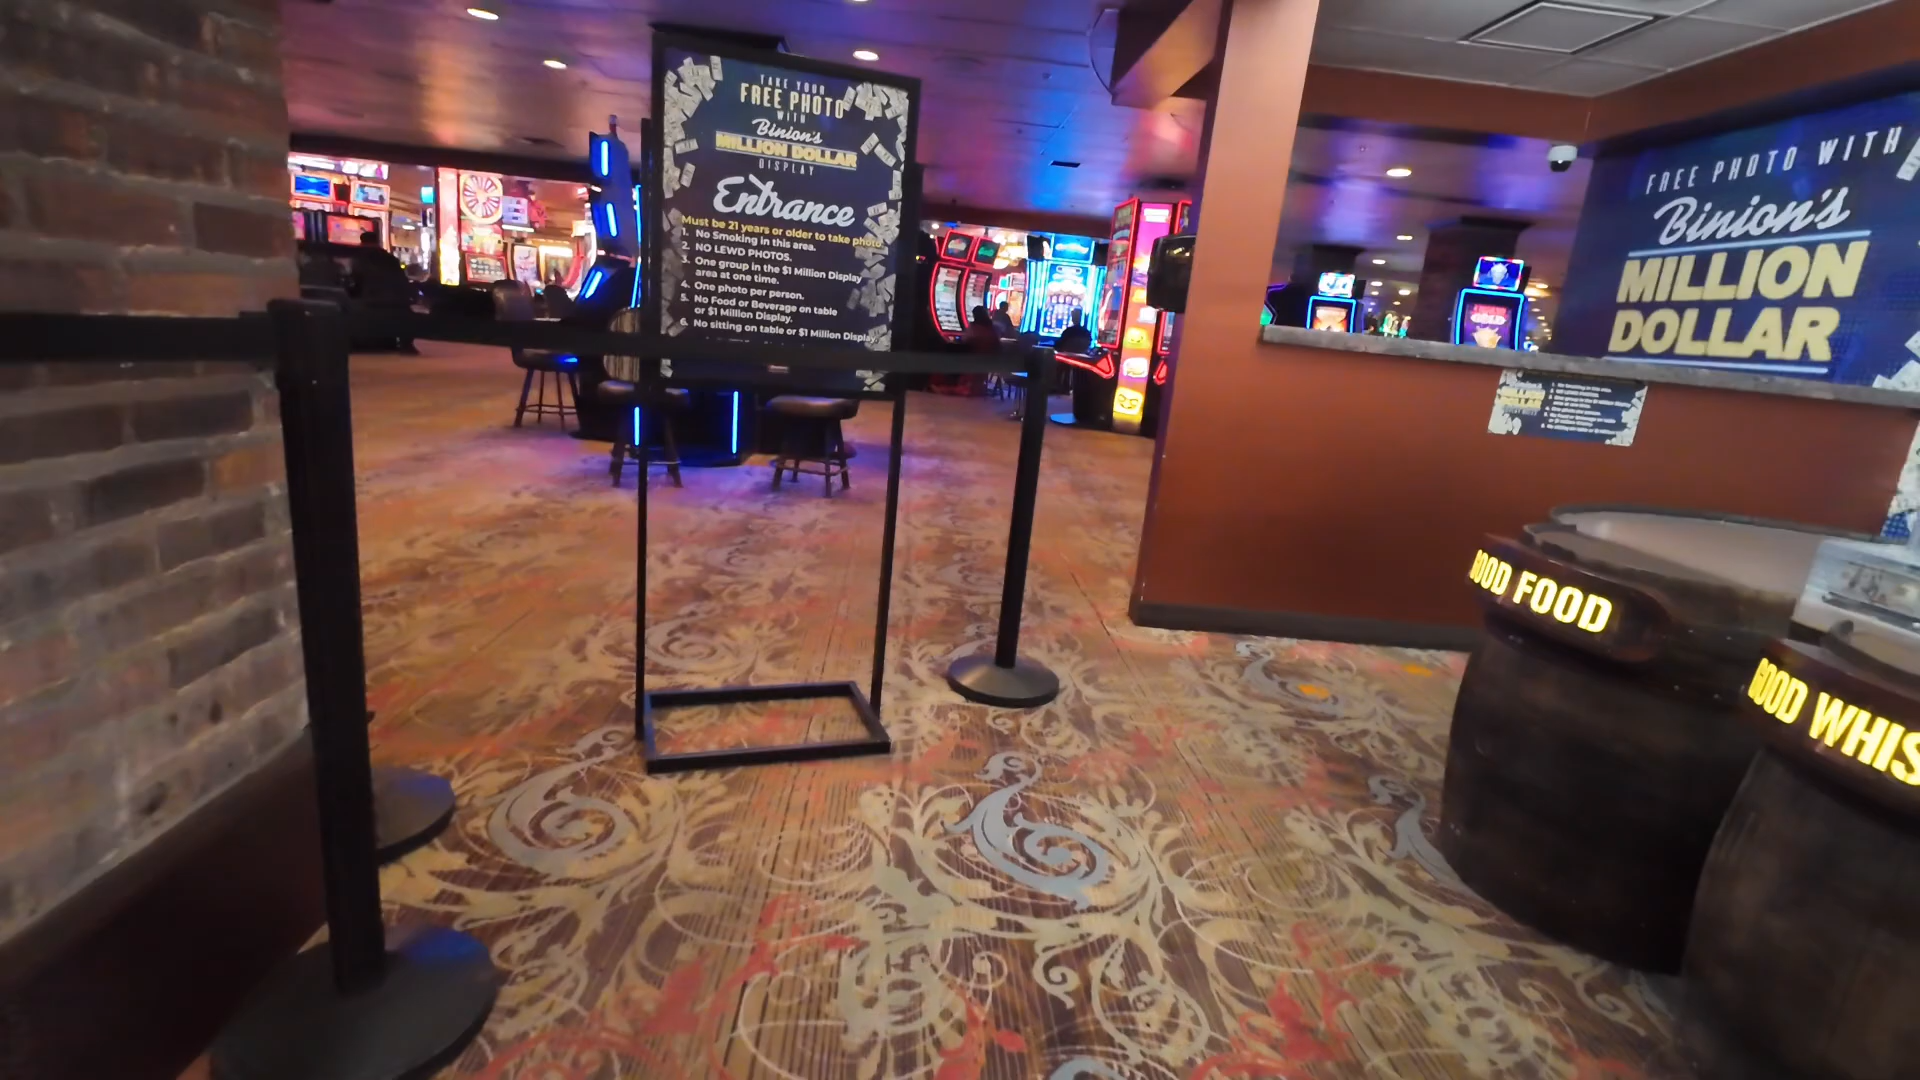 TAKE YOUR
FREE PHOTO
WITH
Binion's
MILLION DOLLAR
DISPLAY
Entrance
Must be 21 years or older to take photo.
1. No Smoking in this area.
2. NO LEWD PHOTOS.
3. One group in the $1 Million Display
area at one time.
4. One photo per person.
5. No Food or Beverage on table
or $1 Million Display.
6. No sitting on table or $1 Million Display.
FREE PHOTO WITH
Binion's
MILLION
DOLLAR
GOOD FOOD
GOOD WHIS